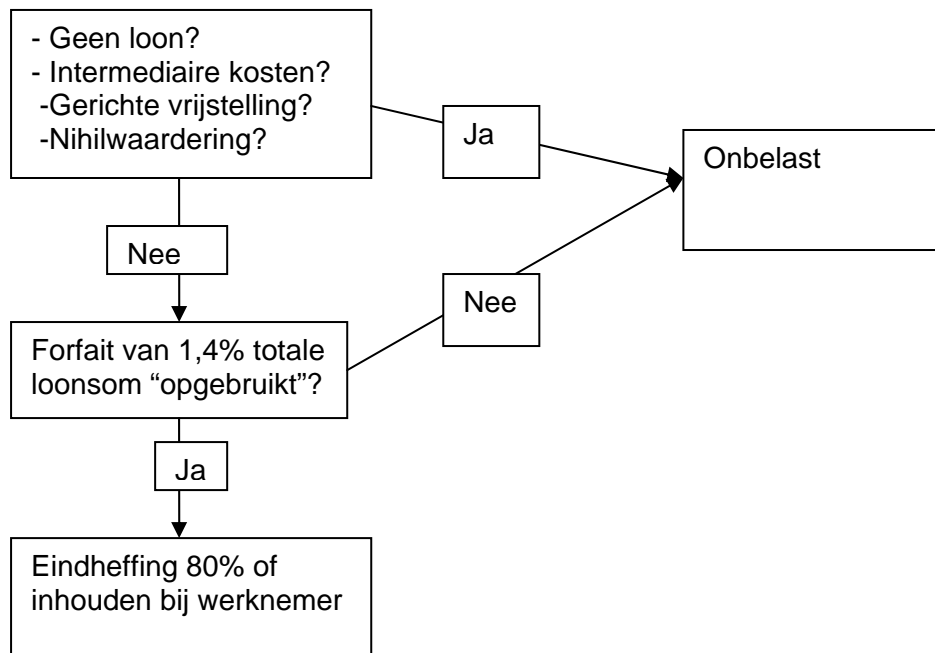 - Geen loon?
- Intermediaire kosten?
-Gerichte vrijstelling?
-Nihilwaardering?
Ja
Onbelast
Nee
Nee
Forfait van 1,4% totale
loonsom “opgebruikt”?
Ja
Eindheffing 80% of
inhouden bij werknemer